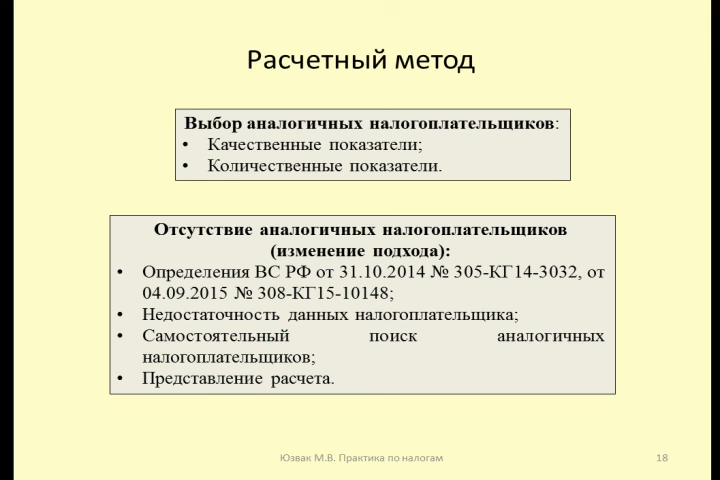 Расчетный метод
Выбор аналогичных налогоплательщиков:
• Качественные показатели;
• Количественные показатели.
Отсутствие аналогичных налогоплательщиков
(изменение подхода):
• Определения ВС РФ от 31.10.2014 № 305-КГ14-3032, от
04.09.2015 № 308-КГ15-10148;
• Недостаточность данных налогоплательщика;
• Самостоятельный поиск аналогичных
налогоплательщиков;
• Представление расчета.
Юзвак М.В. Практика по налогам
18